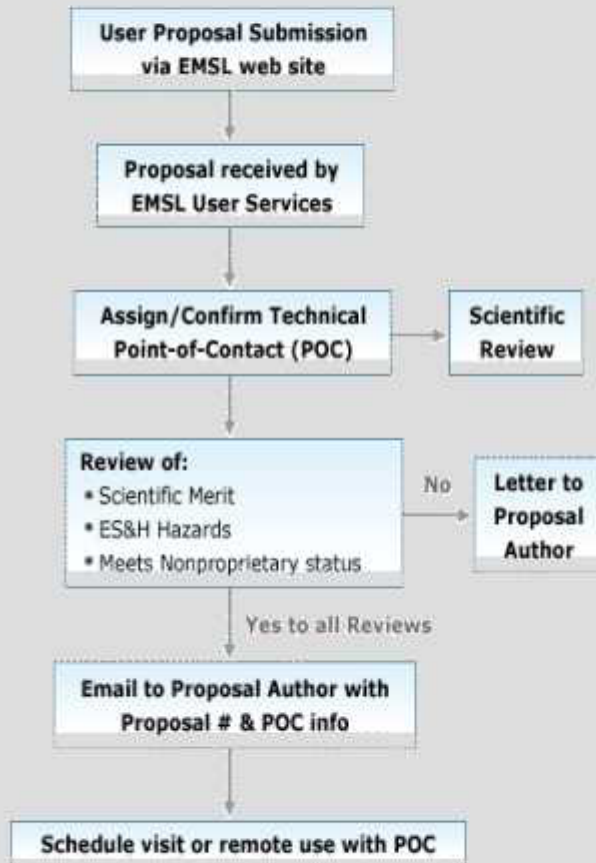 User Proposal Submission
via EMSL web site
Proposal received by
EMSL User Services
Assign/Confirm Technical
Point-of-Contact (POC)
Scientific
Review
Review of:
• Scientific Merit
• ES&H Hazards
• Meets Nonproprietary status
No
Letter to
Proposal
Author
Yes to all Reviews
Email to Proposal Author with
Proposal # & POC info
Schedule visit or remote use with POC